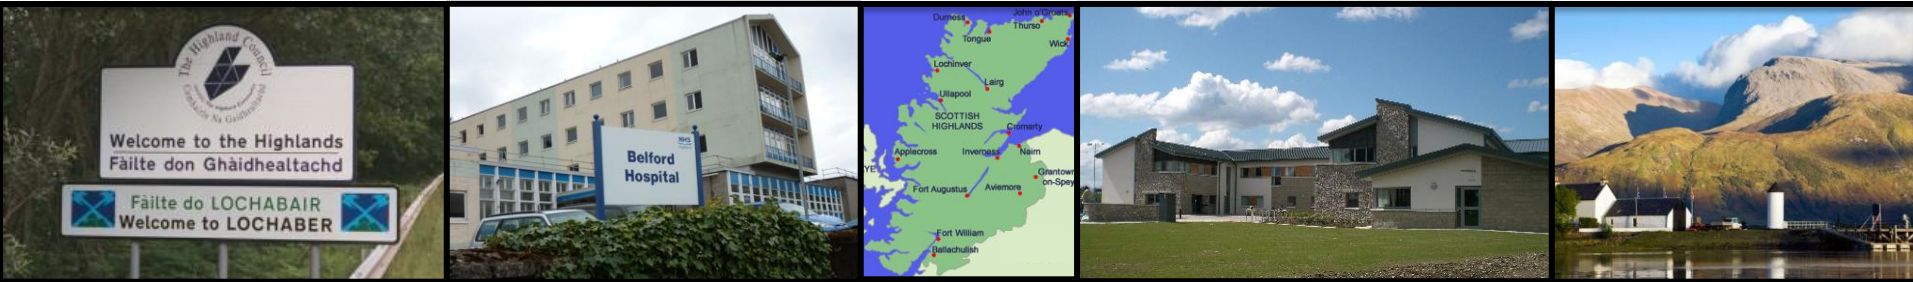 The Highland Council
Comhairle Na Gaidhealtachd
Welcome to the Highlands
Fàilte don Ghàidhealtachd
Fàilte do LOCHABAIR
Welcome to LOCHABER
NHS
Belford
Hospital
Durness
John o'Groats
Thurso
Tongue
Wick
Lochinver
Lairg
Ullapool
SCOTTISH
HIGHLANDS
Cromarty
Applecross
Inverness
Nairn
YE
Grantown
on-Spey
Fort Augustus
Aviemore
Fort William
Ballachulish